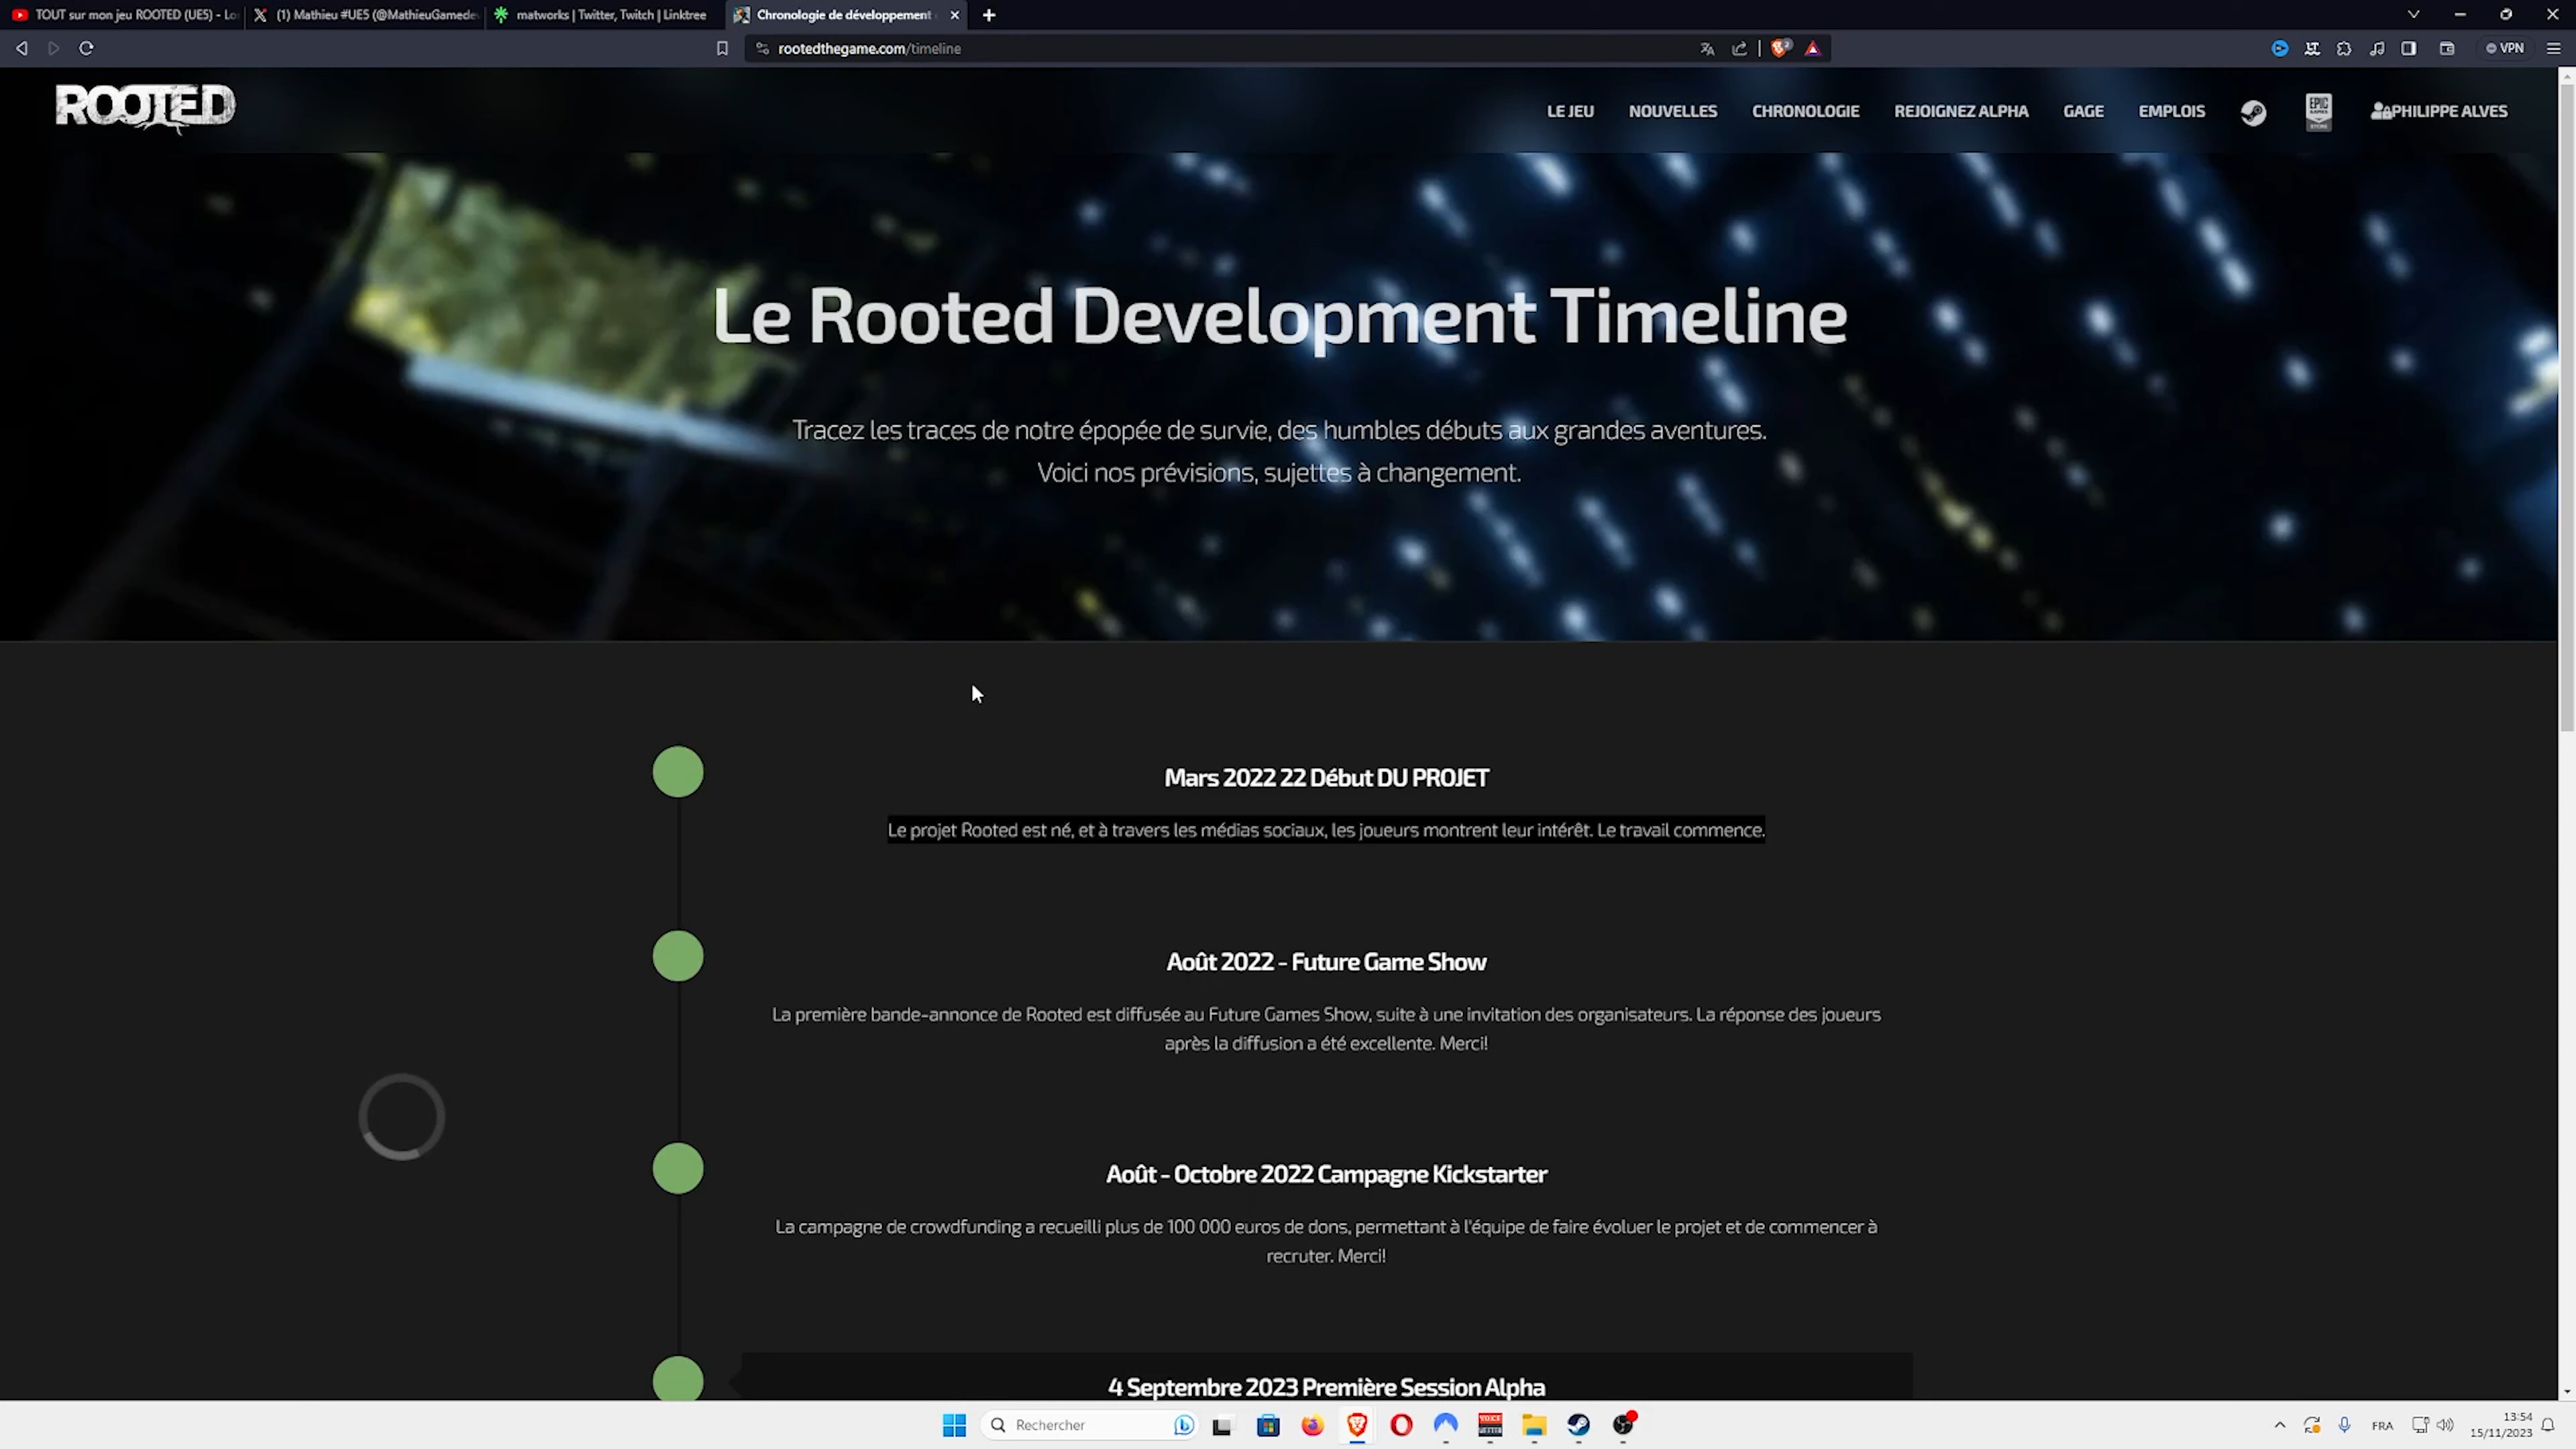 TOUT sur mon jeu ROOTED (UE5) - Lo
(1) Mathieu #UE5 (@MathieuGamedev
matworks | Twitter, Twitch | Linktree
Chronologie de développement
rootedthegame.com/timeline
VPN
ROOTED
LE JEU
NOUVELLES
CHRONOLOGIE
REJOIGNEZ ALPHA
GAGE
EMPLOIS
EPIC
GAMES
STORE
PHILIPPE ALVES
Le Rooted Development Timeline
Tracez les traces de notre épopée de survie, des humbles débuts aux grandes aventures.
Voici nos prévisions, sujettes à changement.
Mars 2022 22 Début DU PROJET
Le projet Rooted est né, et à travers les médias sociaux, les joueurs montrent leur intérêt. Le travail commence.
Août 2022 - Future Game Show
La première bande-annonce de Rooted est diffusée au Future Games Show, suite à une invitation des organisateurs. La réponse des joueurs
après la diffusion a été excellente. Merci!
Août - Octobre 2022 Campagne Kickstarter
La campagne de crowdfunding a recueilli plus de 100 000 euros de dons, permettant à l'équipe de faire évoluer le projet et de commencer à
recruter. Merci!
4 Septembre 2023 Première Session Alpha
Rechercher
FRA
13:54
15/11/2023